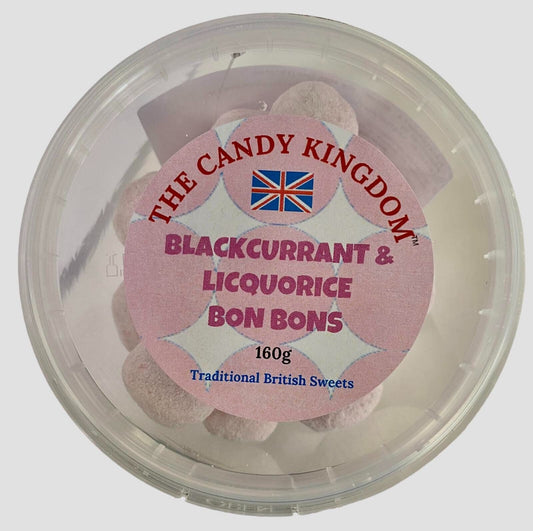 THE CANDY KINGDOM™
BLACKCURRANT &
LICQUORICE
BON BONS
160g
Traditional British Sweets